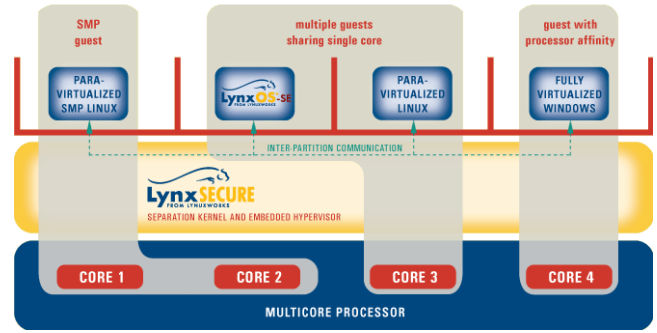 SMP
guest
multiple guests
sharing single core
guest with
processor affinity
PARA-
VIRTUALIZED
SMP LINUX
LynxOS-SE
FROM LYNUXWORKS
PARA-
VIRTUALIZED
LINUX
FULLY
VIRTUALIZED
WINDOWS
INTER-PARTITION COMMUNICATION
LynxSECURE
FROM LYNUXWORKS
SEPARATION KERNEL AND EMBEDDED HYPERVISOR
CORE 1
CORE 2
CORE 3
CORE 4
MULTICORE PROCESSOR